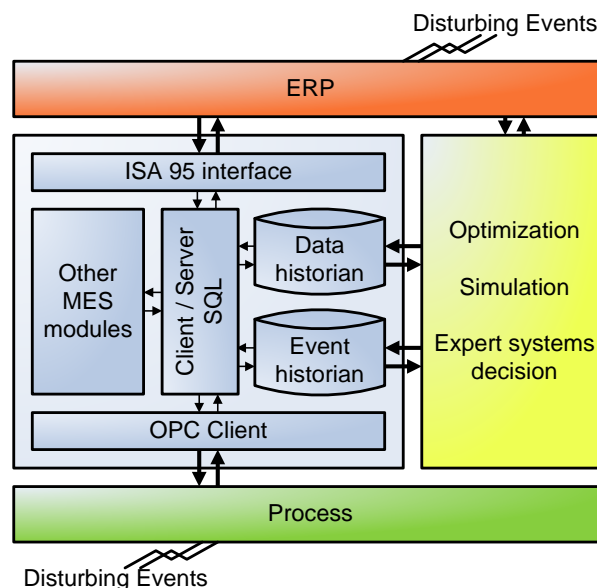 Disturbing Events
ERP
ISA 95 interface
Other
MES
modules
Client / Server
SQL
Data
historian
Event
historian
Optimization
Simulation
Expert systems
decision
OPC Client
Process
Disturbing Events